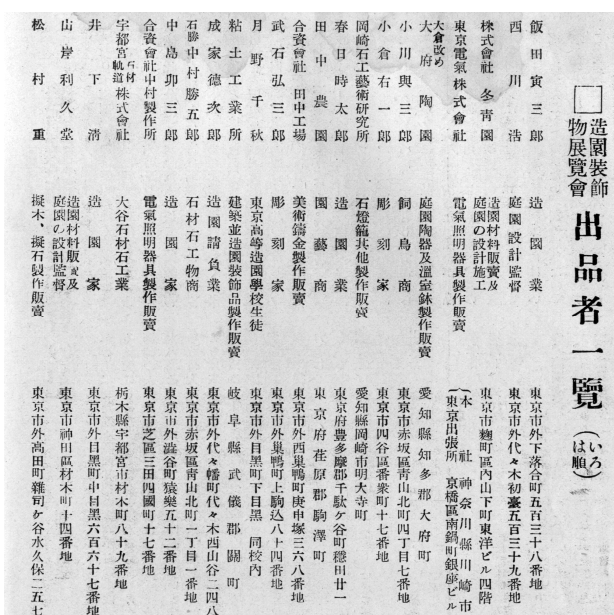 造園装飾物展覽會 出品者一覽 (いろは順)
飯田寅三郎 造園業 東京市外下落合町五百三十八番地
西川浩 庭園設計監督 東京市外代々木初臺五百三十九番地
株式會社冬青園 造園材料販賣及庭園の設計施工 東京市麴町區內山下町東洋ビル四階
東京電氣株式會社 電氣照明器具製作販賣 (本社 神奈川縣川崎市 東京出張所 京橋區南鍋町銀座ビル
大倉改め大府陶園 庭園陶器及溫室鉢製作販賣 愛知縣知多郡大府町
小川與三郎 飼鳥商 東京市赤坂區靑山北町四丁目七番地
小倉右一郎 彫刻家 東京市四谷區番衆町十七番地
岡崎石工藝術硏究所 石燈籠其他製作販賣 愛知縣岡崎市明大寺町
春日時太郎 造園業 東京府豐多摩郡千駄ケ谷町穩田廿一
田中農園 園藝商 東京府荏原郡駒澤町
合資會社田中工場 美術鑄金製作販賣 東京市外西巢鴨町庚申塚三六八番地
武石弘三郎 彫刻家 東京市外巢鴨町上駒込八十四番地
月野千秋 東京高等造園學校生徒 東京市外目黑町下目黑 同校內
粘土工業所 建築並造園裝飾品製作販賣 岐阜縣武儀郡關町
成家德次郎 造園請負業 東京市外代々幡町代々木西山谷二四八
石勝中村勝五郎 石材石工物商 東京市赤坂區靑山北町一丁目一番地
中島卯三郎 造園家 東京市外澁谷町猿樂五十二番地
合資會社中村製作所 電氣照明器具製作販賣 東京市芝區三田四國町十七番地
宇都宮石材軌道株式會社 大谷石材石工業 栃木縣宇都宮市材木町八十九番地
井下淸 造園家 東京市外目黑町中目黑六百六十七番地
山岸利久堂 造園材料販賣及庭園の設計監督 東京市神田區材木町十四番地
松村重 擬木、擬石製作販賣 東京市外高田町雜司ケ谷水久保二五七